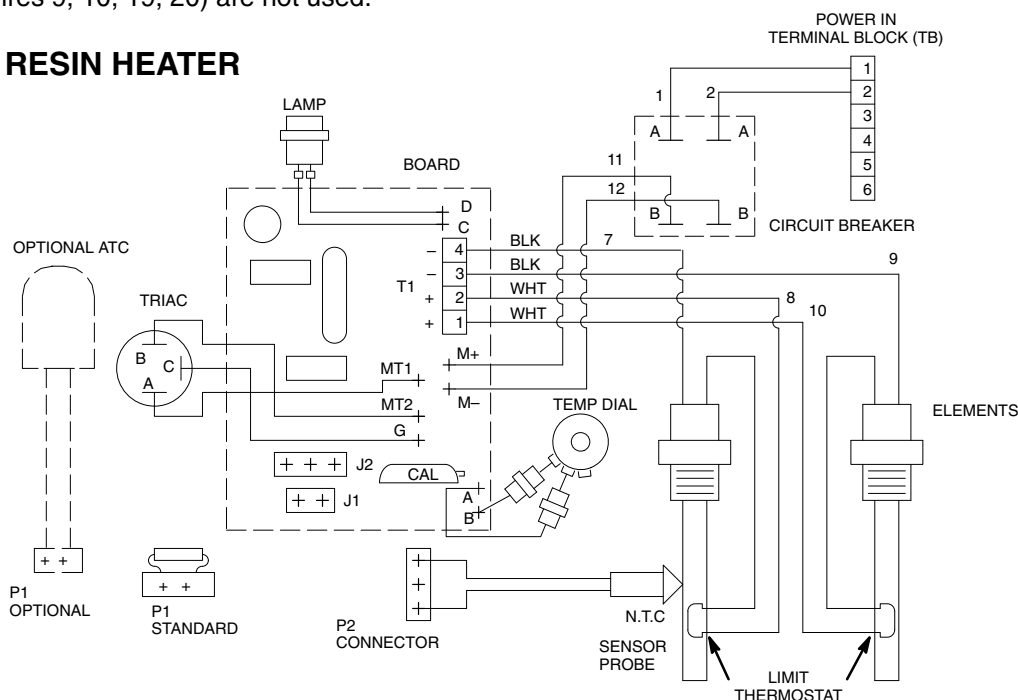 ires 9, 10, 19, 20) are not used.
RESIN HEATER
POWER IN
TERMINAL BLOCK (TB)
1
2
3
4
5
6
1
2
A
A
B
B
11
12
CIRCUIT BREAKER
LAMP
BOARD
D
C
4
3
2
1
–
–
+
+
T1
BLK
7
BLK
9
WHT
8
WHT
10
OPTIONAL ATC
TRIAC
B
C
A
M+
MT1
M–
MT2
G
TEMP DIAL
ELEMENTS
+ + +
J2
CAL
+ +
J1
A
B
+ +
P1
OPTIONAL
+ +
P1
STANDARD
+
+
+
P2
CONNECTOR
N.T.C
SENSOR
PROBE
LIMIT
THERMOSTAT